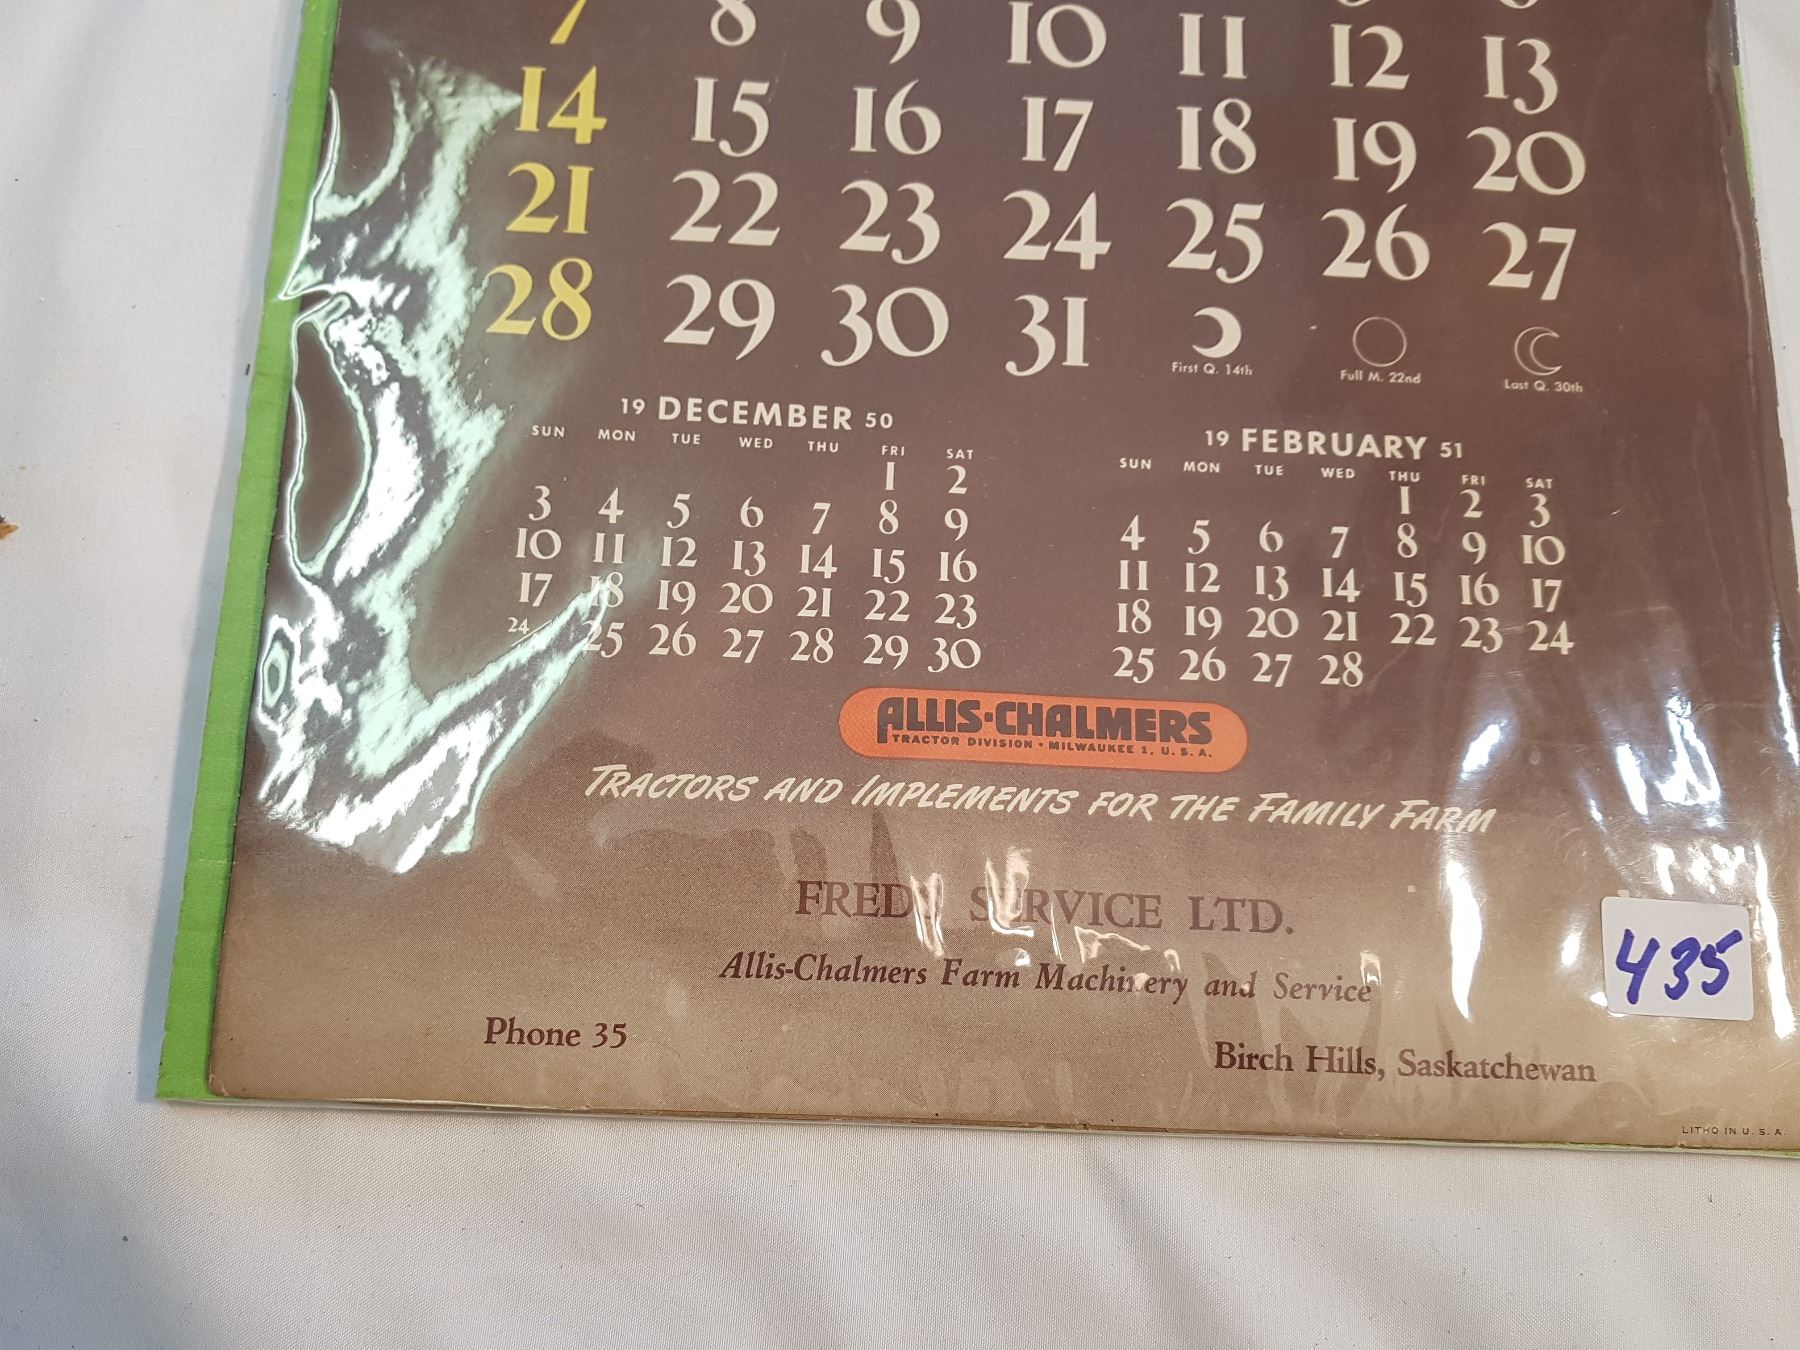 7 8 9 10 11 12 13
14 15 16 17 18 19 20
21 22 23 24 25 26 27
28 29 30 31
First Q. 14th Full M. 22nd Last Q. 30th
19 DECEMBER 50
SUN MON TUE WED THU FRI SAT
1 2
3 4 5 6 7 8 9
10 11 12 13 14 15 16
17 18 19 20 21 22 23
24 25 26 27 28 29 30
19 FEBRUARY 51
SUN MON TUE WED THU FRI SAT
1 2 3
4 5 6 7 8 9 10
11 12 13 14 15 16 17
18 19 20 21 22 23 24
25 26 27 28
ALLIS-CHALMERS
TRACTOR DIVISION • MILWAUKEE 1, U. S. A.
TRACTORS AND IMPLEMENTS FOR THE FAMILY FARM
SERVICE LTD.
Allis-Chalmers Farm Machinery and Service
435
Phone 35
Birch Hills, Saskatchewan
LITHO IN U. S. A.